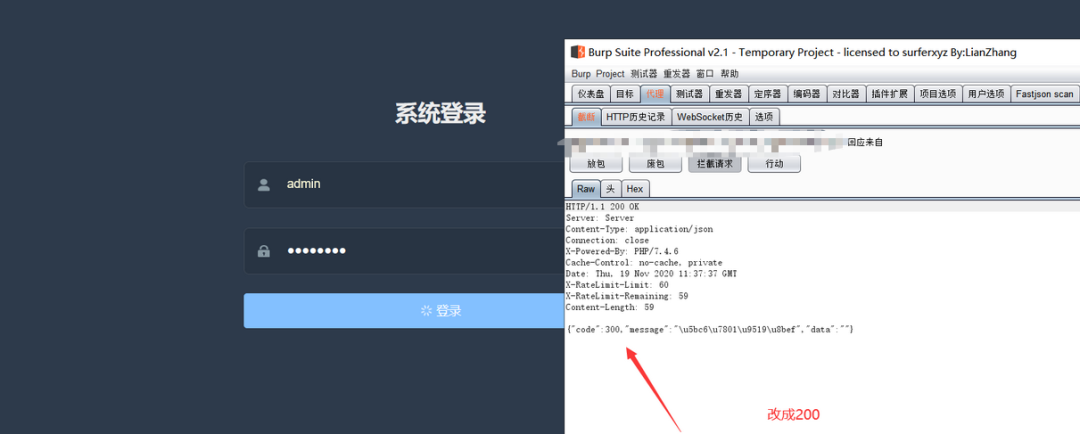 系统登录
admin
登录
Burp Suite Professional v2.1 - Temporary Project - licensed to surferxyz By:LianZhang
Burp Project 测试器 重发器 窗口 帮助
仪表盘 目标 代理 测试器 重发器 定序器 编码器 对比器 插件扩展 项目选项 用户选项 Fastjson scan
截断 HTTP历史记录 WebSocket历史 选项
回应来自
放包 废包 拦截请求 行动
Raw 头 Hex
HTTP/1.1 200 OK
Server: Server
Content-Type: application/json
Connection: close
X-Powered-By: PHP/7.4.6
Cache-Control: no-cache, private
Date: Thu, 19 Nov 2020 11:37:37 GMT
X-RateLimit-Limit: 60
X-RateLimit-Remaining: 59
Content-Length: 59
{"code":300,"message":"\u5bc6\u7801\u9519\u8bef","data":""}
改成200